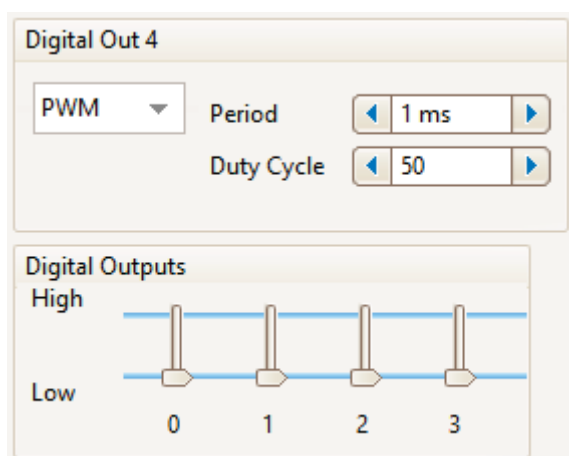 Digital Out 4
PWM
Period
1 ms
Duty Cycle
50
Digital Outputs
High
Low
0 1 2 3